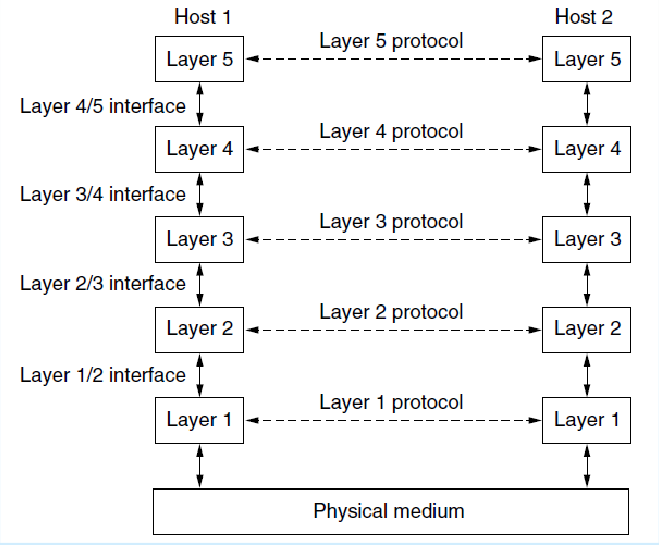 Host 1
Host 2
Layer 5 protocol
Layer 5
Layer 5
Layer 4/5 interface
Layer 4 protocol
Layer 4
Layer 4
Layer 3/4 interface
Layer 3 protocol
Layer 3
Layer 3
Layer 2/3 interface
Layer 2 protocol
Layer 2
Layer 2
Layer 1/2 interface
Layer 1 protocol
Layer 1
Layer 1
Physical medium